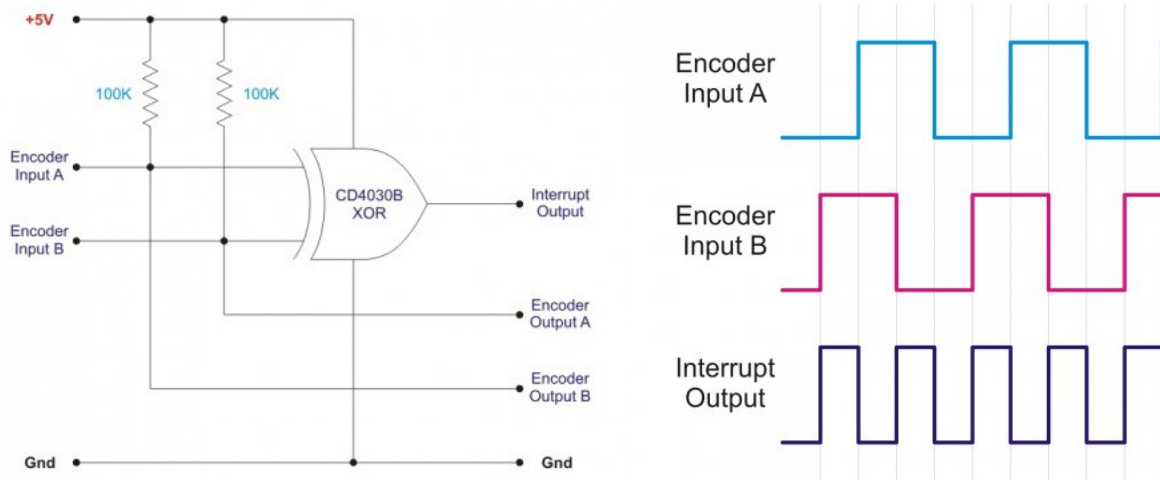 +5V
100K
100K
Encoder
Input A
CD4030B
XOR
Interrupt
Output
Encoder
Input B
Encoder
Output A
Encoder
Output B
Gnd
Gnd
Encoder
Input A
Encoder
Input B
Interrupt
Output